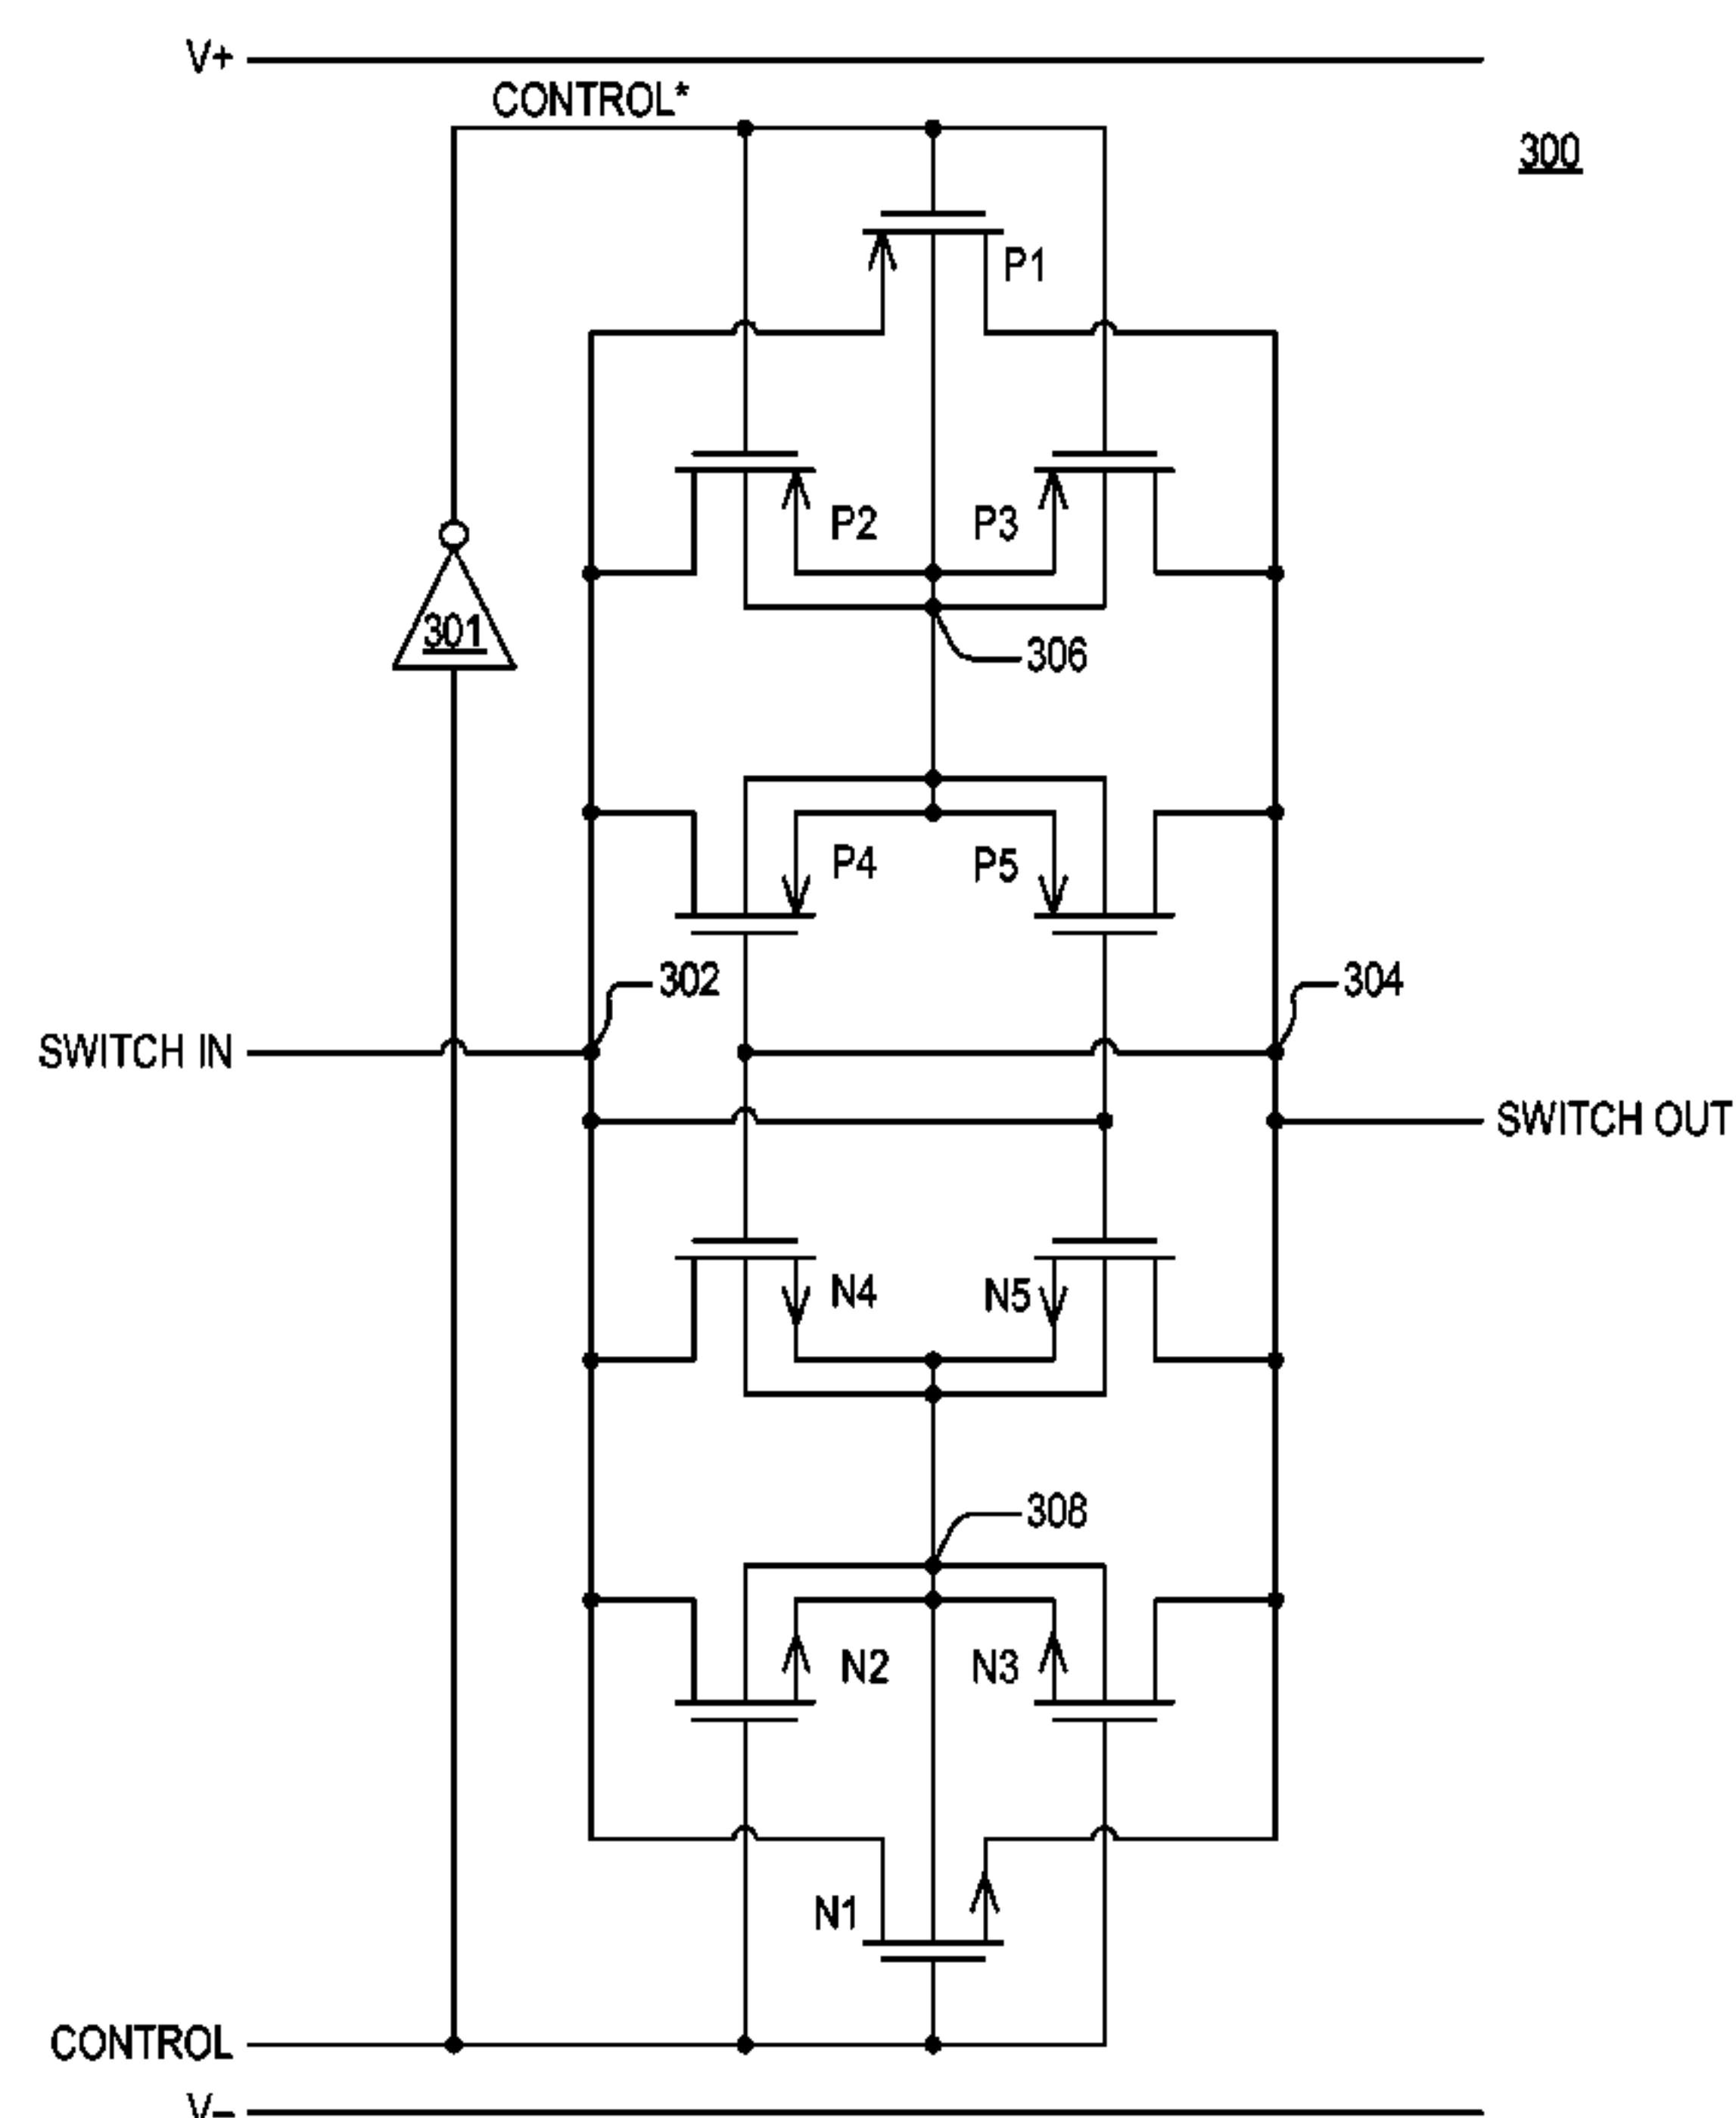 V+
CONTROL*
300
P1
P2
P3
301
306
P4
P5
302
304
SWITCH IN
SWITCH OUT
N4
N5
308
N2
N3
N1
CONTROL
V−